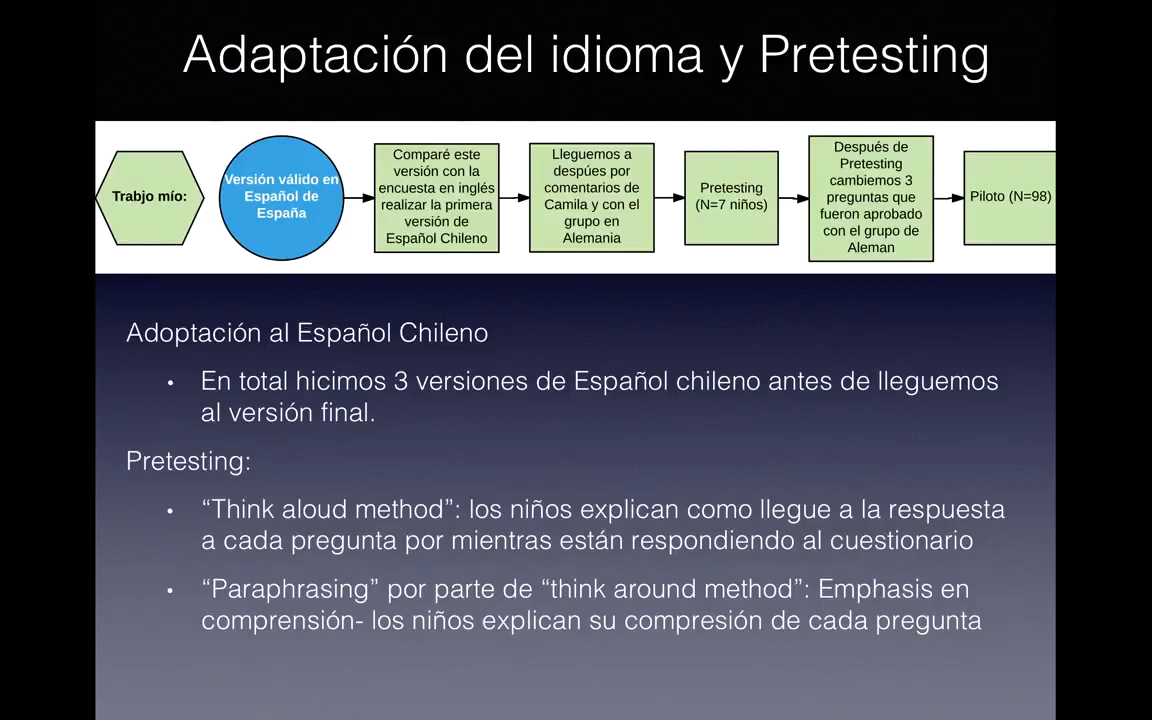 Adaptación del idioma y Pretesting
Trabjo mío:
Versión válido en
Español de
España
Comparé este
versión con la
encuesta en inglés
realizar la primera
versión de
Español Chileno
Lleguemos a
despúes por
comentarios de
Camila y con el
grupo en
Alemania
Pretesting
(N=7 niños)
Después de
Pretesting
cambiemos 3
preguntas que
fueron aprobado
con el grupo de
Aleman
Piloto (N=98)
Adoptación al Español Chileno
• En total hicimos 3 versiones de Español chileno antes de lleguemos
al versión final.
Pretesting:
• “Think aloud method”: los niños explican como llegue a la respuesta
a cada pregunta por mientras están respondiendo al cuestionario
• “Paraphrasing” por parte de “think around method”: Emphasis en
comprensión- los niños explican su compresión de cada pregunta